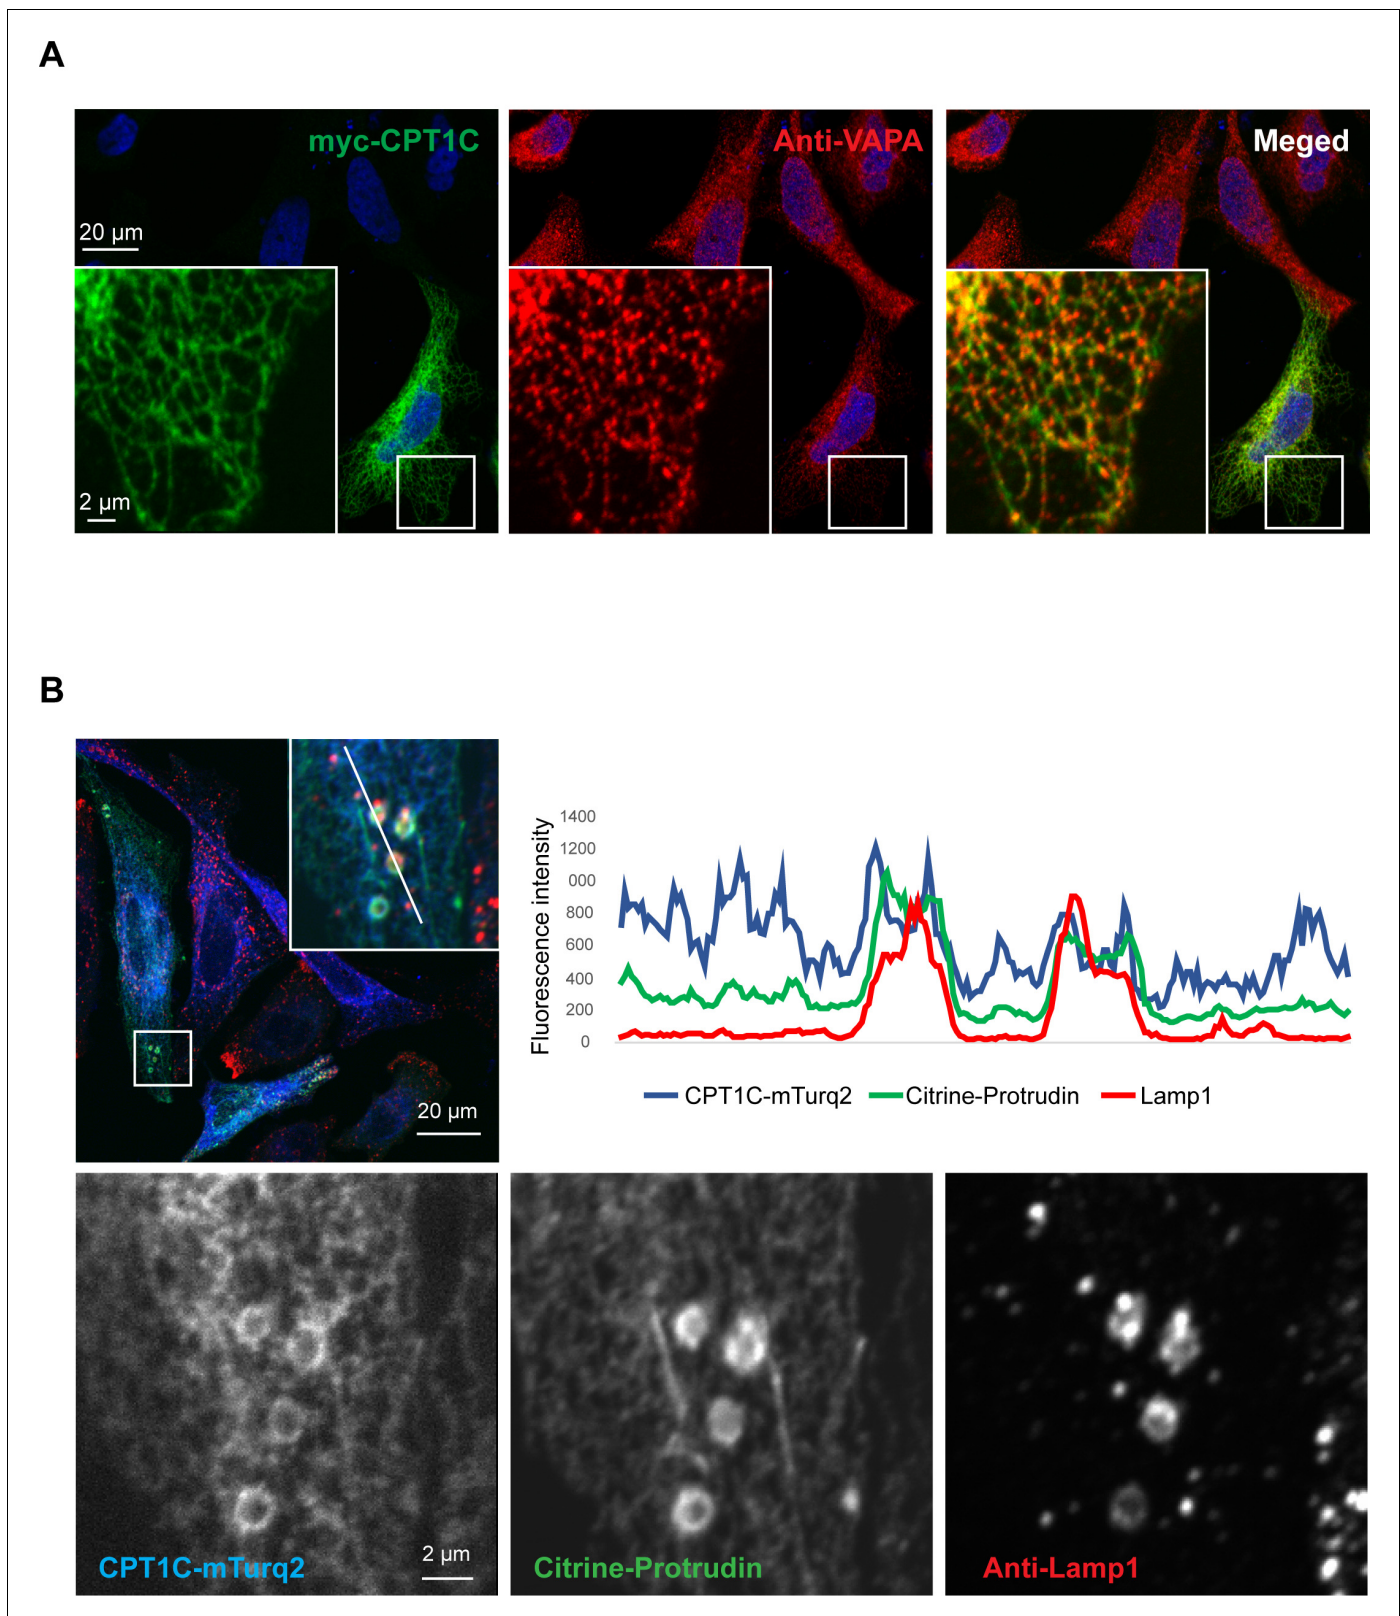 A
myc-CPT1C
Anti-VAPA
Meged
20 μm
2 μm
B
20 μm
Fluorescence intensity
1400
1200
000
800
600
400
200
0
CPT1C-mTurq2
Citrine-Protrudin
Lamp1
CPT1C-mTurq2
2 μm
Citrine-Protrudin
Anti-Lamp1